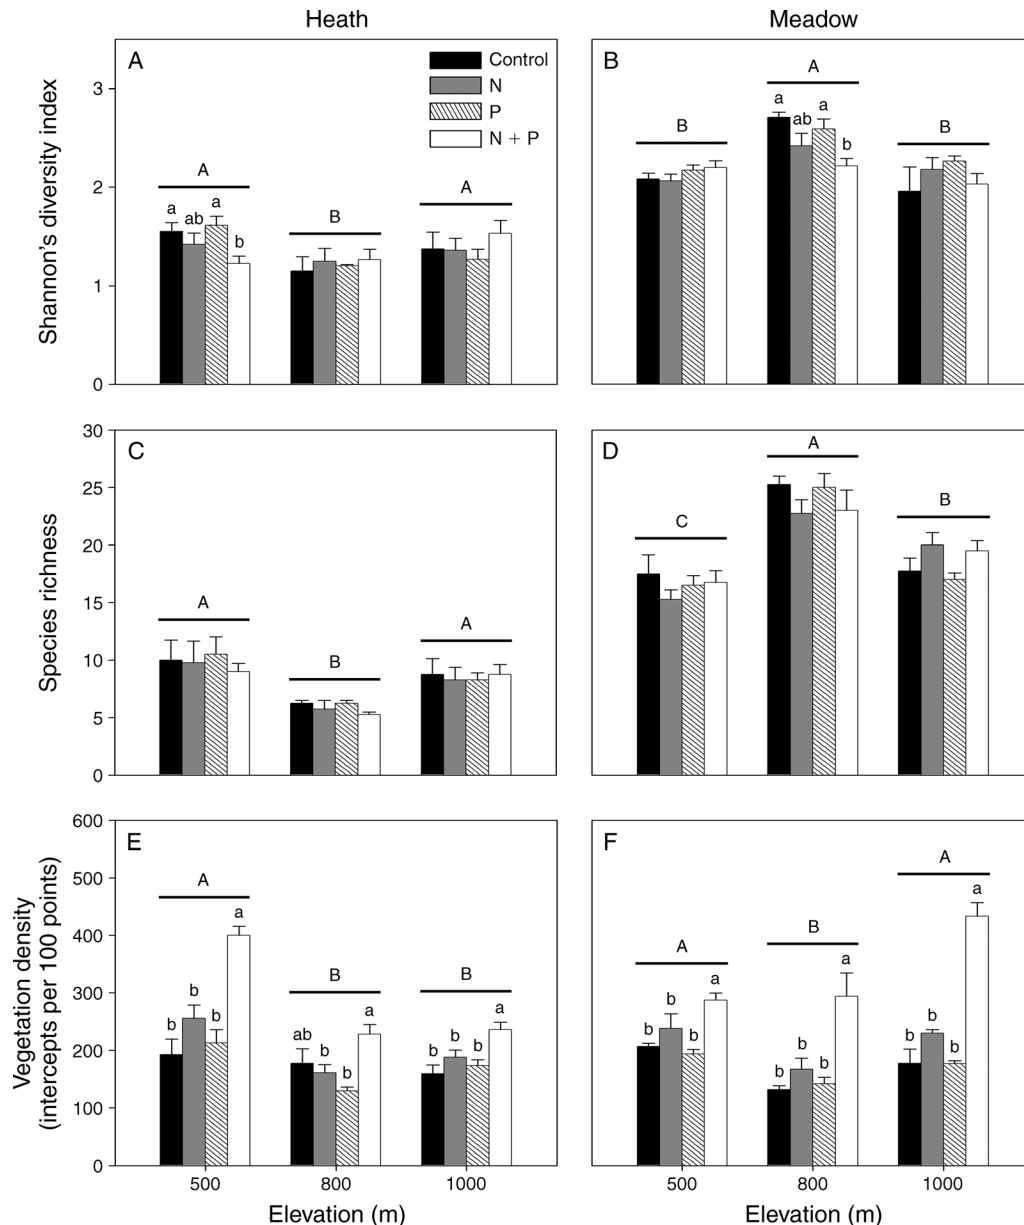 Heath
Meadow
Shannon's diversity index
A
Control
N
P
N + P
3
2
1
0
A
a
ab
a
b
B
A
B
B
A
a
ab
a
b
B
Species richness
C
30
25
20
15
10
5
0
A
B
A
D
C
A
B
Vegetation density
(intercepts per 100 points)
E
600
500
400
300
200
100
0
A
b
b
b
a
B
ab
b
b
a
B
b
b
b
a
F
A
b
b
b
a
B
b
b
b
a
A
b
b
b
a
500
800
1000
500
800
1000
Elevation (m)
Elevation (m)